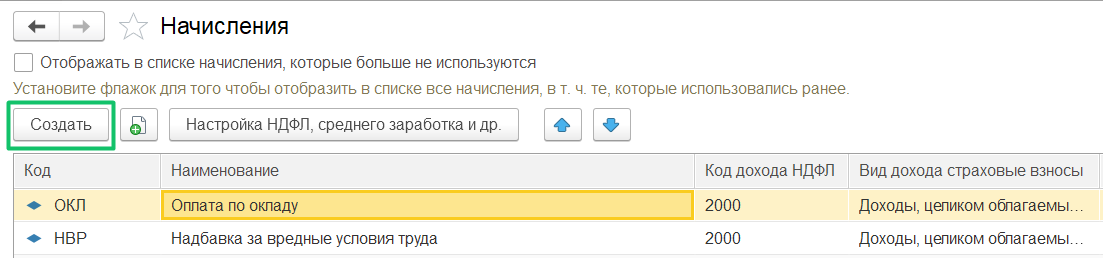 Начисления
Отображать в списке начисления, которые больше не используются
Установите флажок для того чтобы отобразить в списке все начисления, в т. ч. те, которые использовались ранее.
Создать Настройка НДФЛ, среднего заработка и др.
Код Наименование Код дохода НДФЛ Вид дохода страховые взносы
ОКЛ Оплата по окладу 2000 Доходы, целиком облагаемы...
НВР Надбавка за вредные условия труда 2000 Доходы, целиком облагаемы...